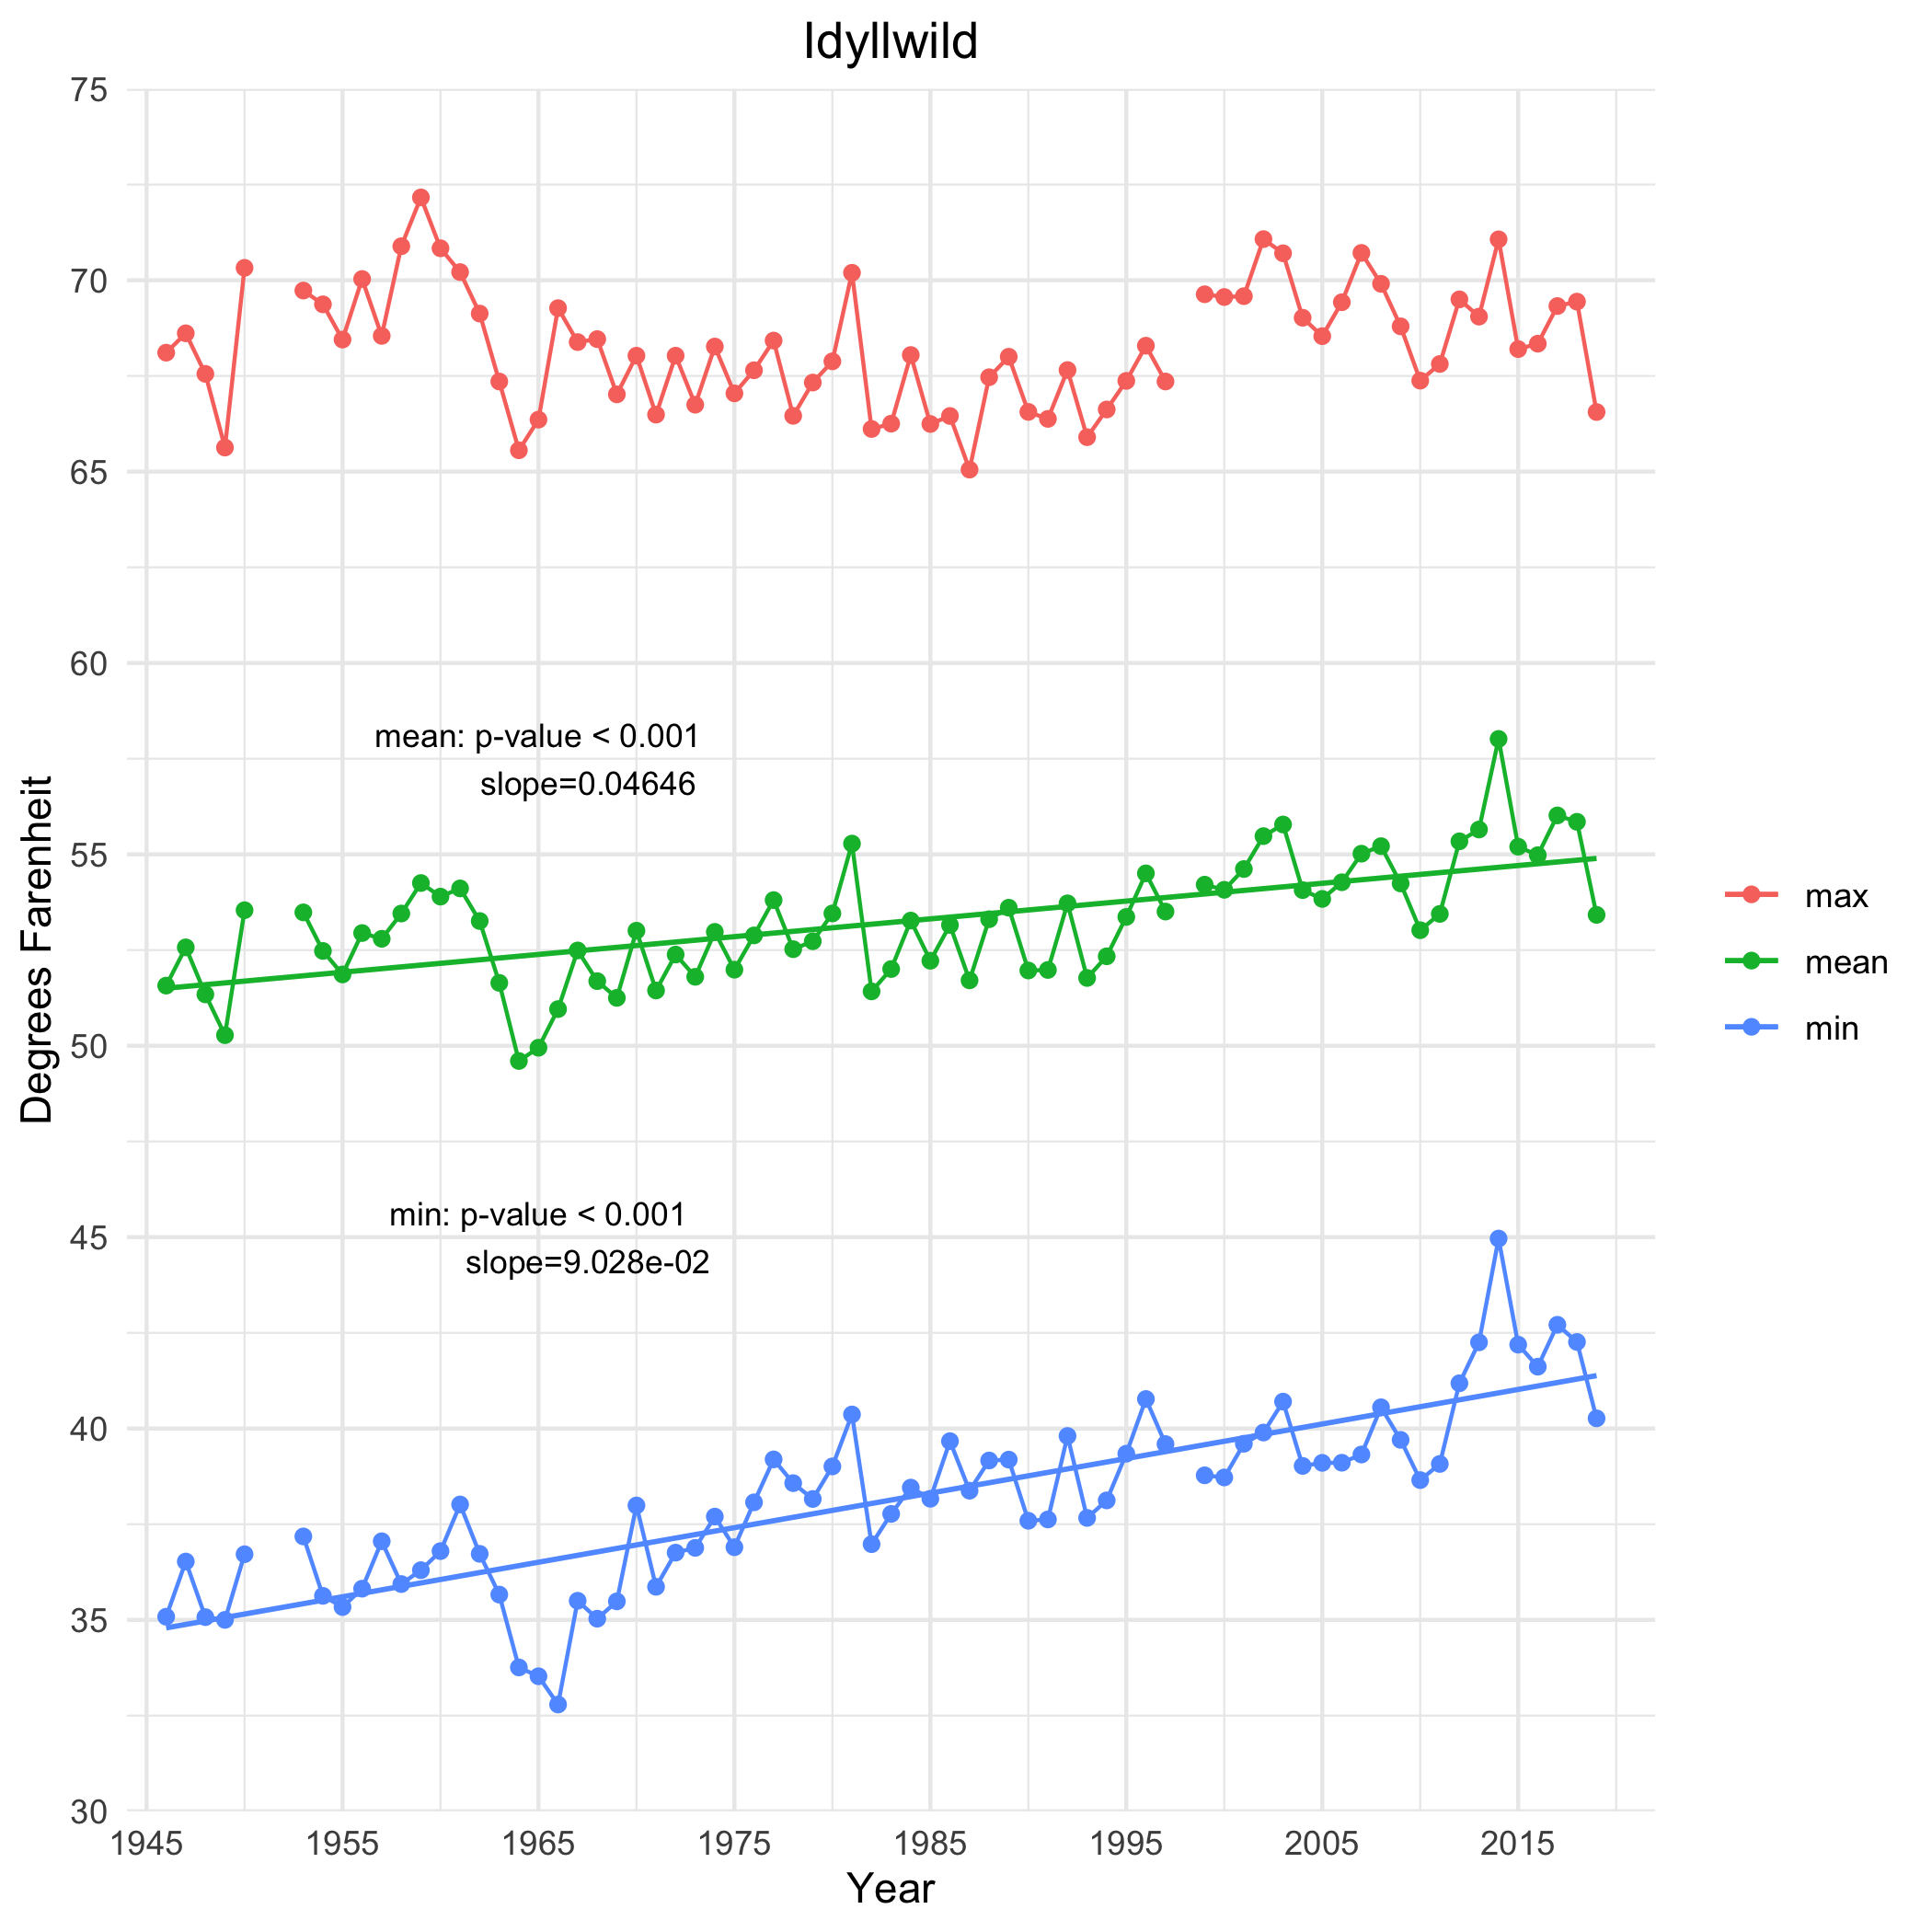 Idyllwild
75
70
65
60
55
50
45
40
35
30
Degrees Farenheit
mean: p-value < 0.001
slope=0.04646
min: p-value < 0.001
slope=9.028e-02
max
mean
min
1945 1955 1965 1975 1985 1995 2005 2015
Year